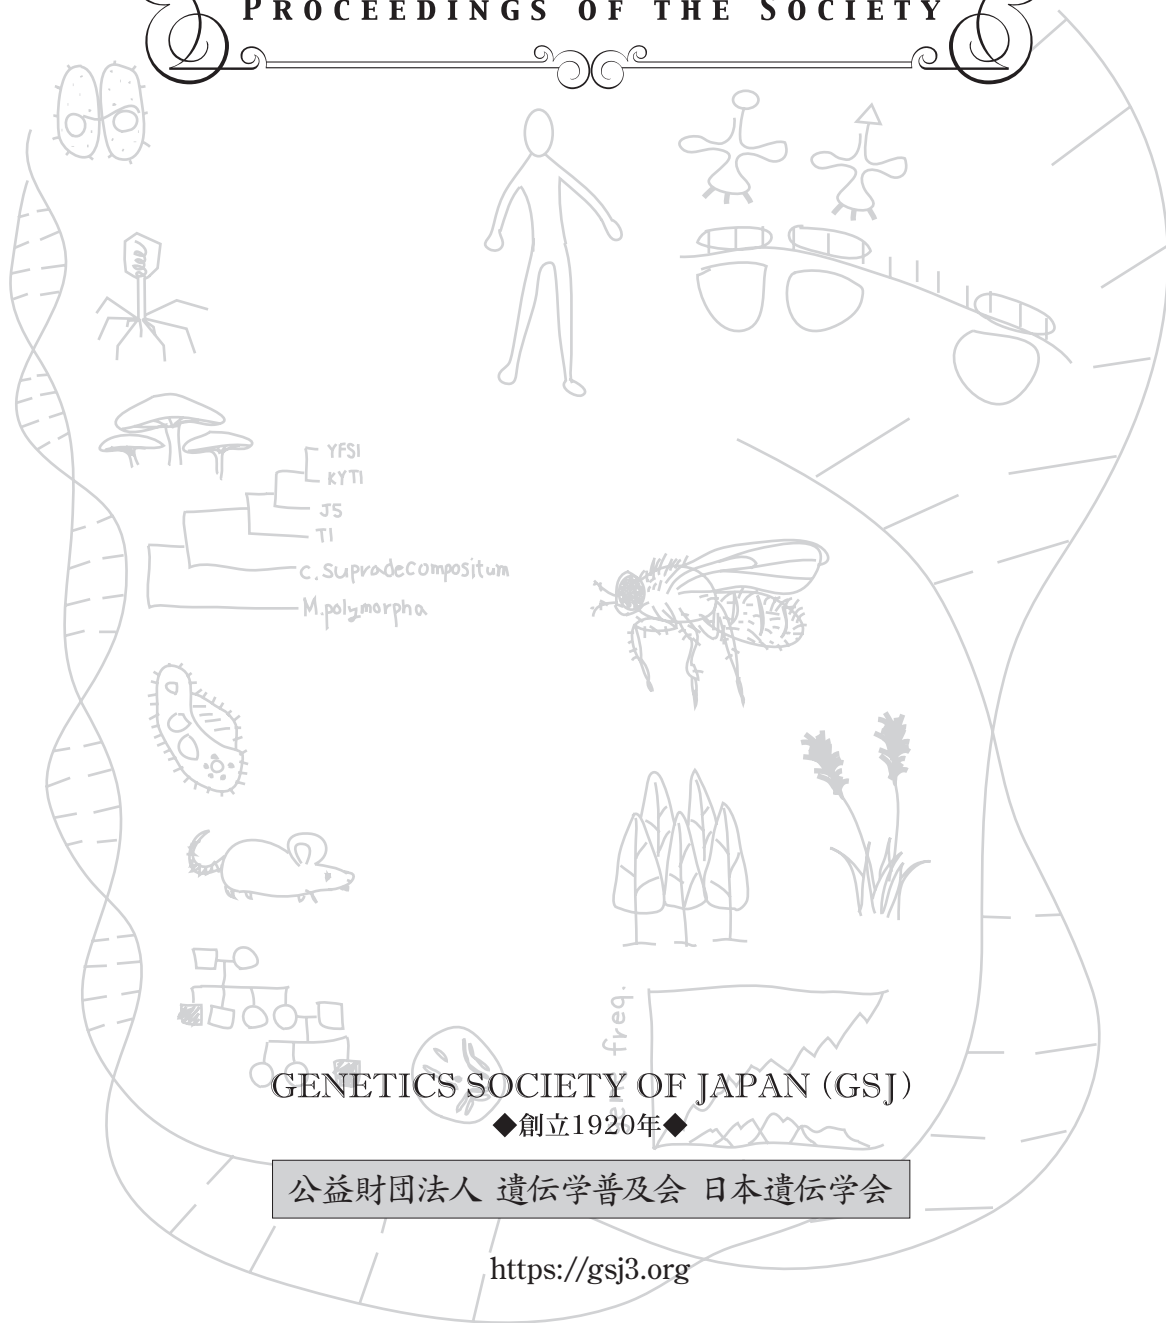 PROCEEDINGS OF THE SOCIETY
YFS1
KYT1
J5
T1
c. supradecompositum
M.polymorpha
freq.
GENETICS SOCIETY OF JAPAN (GSJ)
◆創立1920年◆
公益財団法人 遺伝学普及会 日本遺伝学会
https://gsj3.org